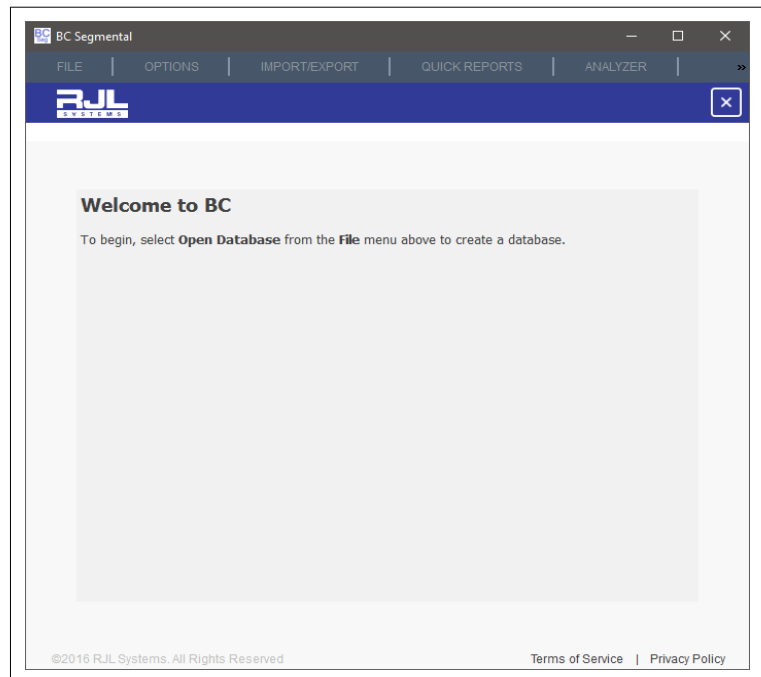 BC Seg BC Segmental
FILE | OPTIONS | IMPORT/EXPORT | QUICK REPORTS | ANALYZER | »
RJL
SYSTEMS
Welcome to BC
To begin, select Open Database from the File menu above to create a database.
©2016 RJL Systems. All Rights Reserved Terms of Service | Privacy Policy